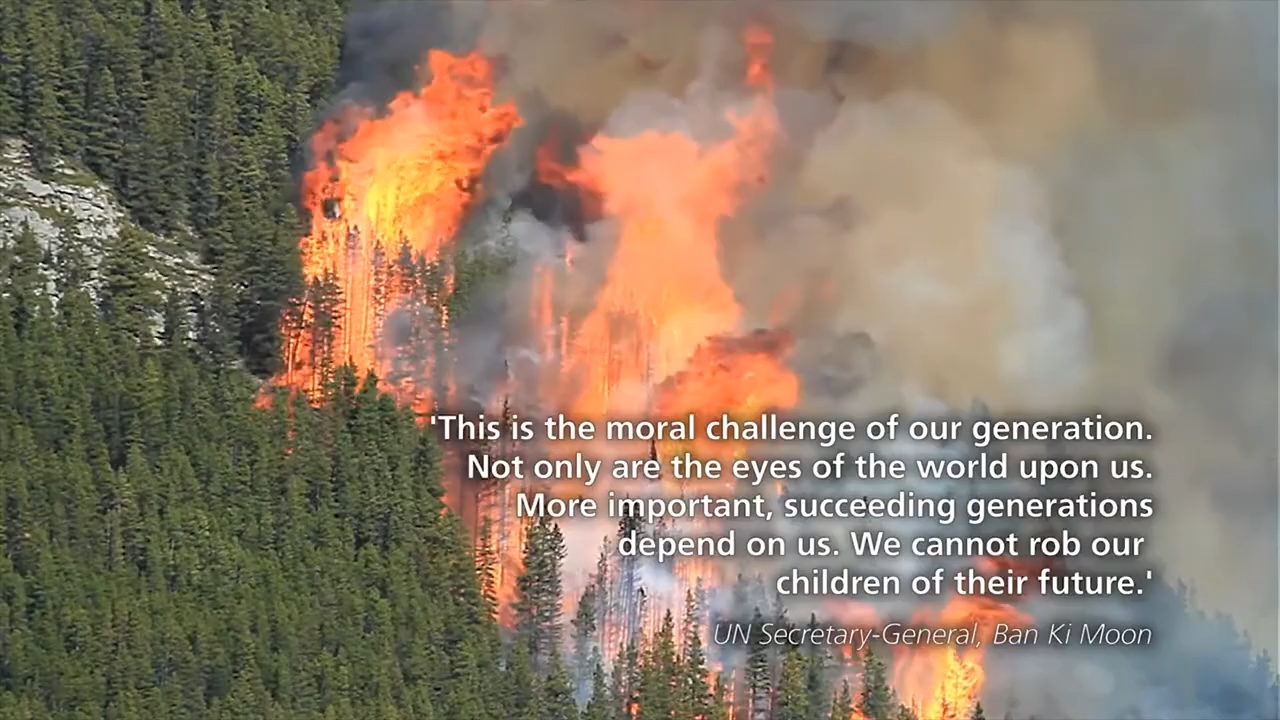 'This is the moral challenge of our generation.
Not only are the eyes of the world upon us.
More important, succeeding generations
depend on us. We cannot rob our
children of their future.'
UN Secretary-General, Ban Ki Moon